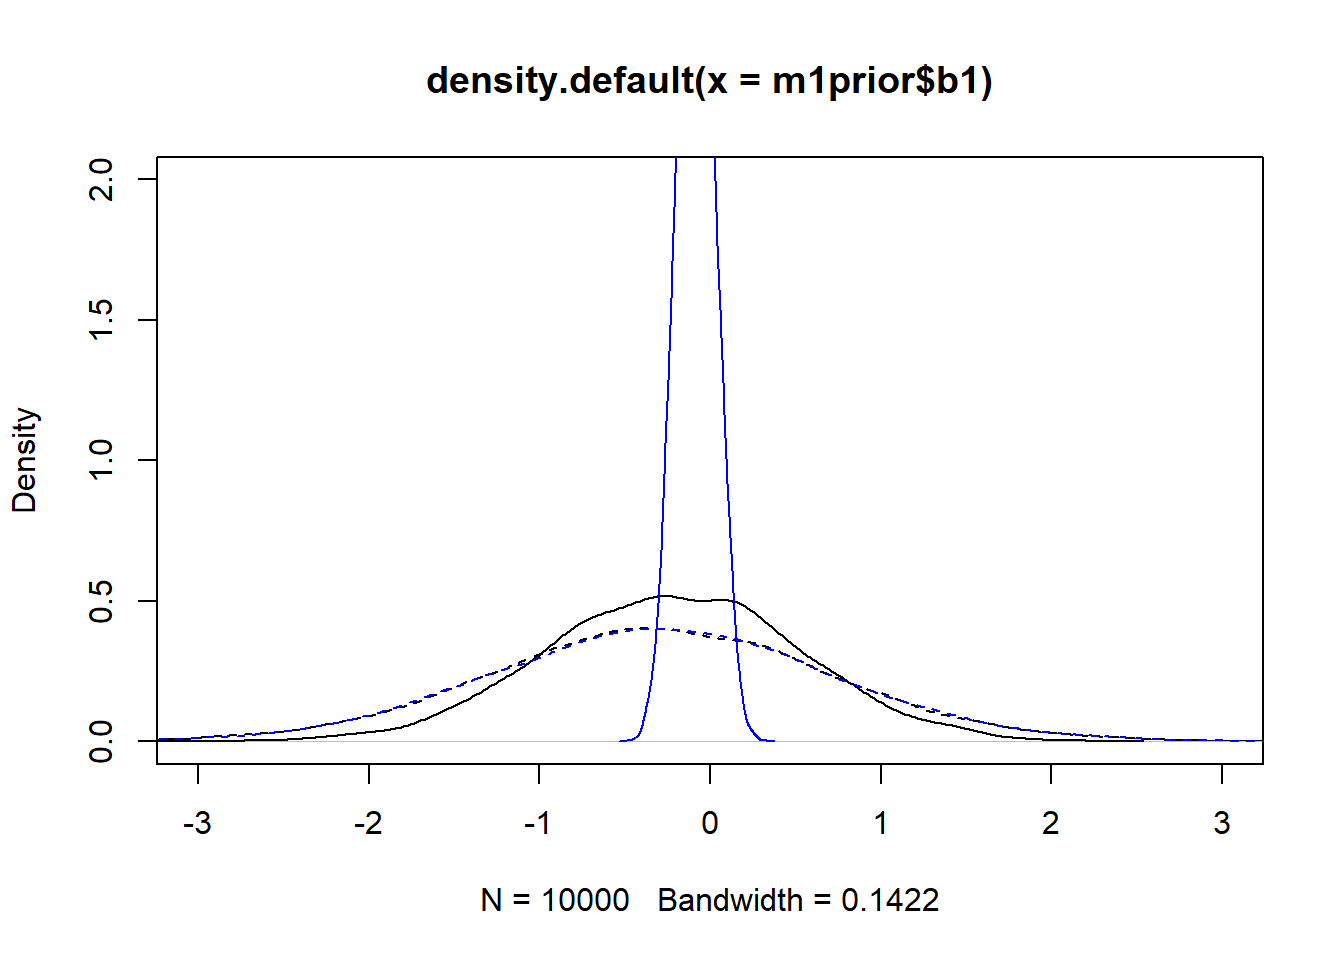 density.default(x = m1prior$b1)
2.0
1.5
1.0
0.5
0.0
Density
-3 -2 -1 0 1 2 3
N = 10000 Bandwidth = 0.1422